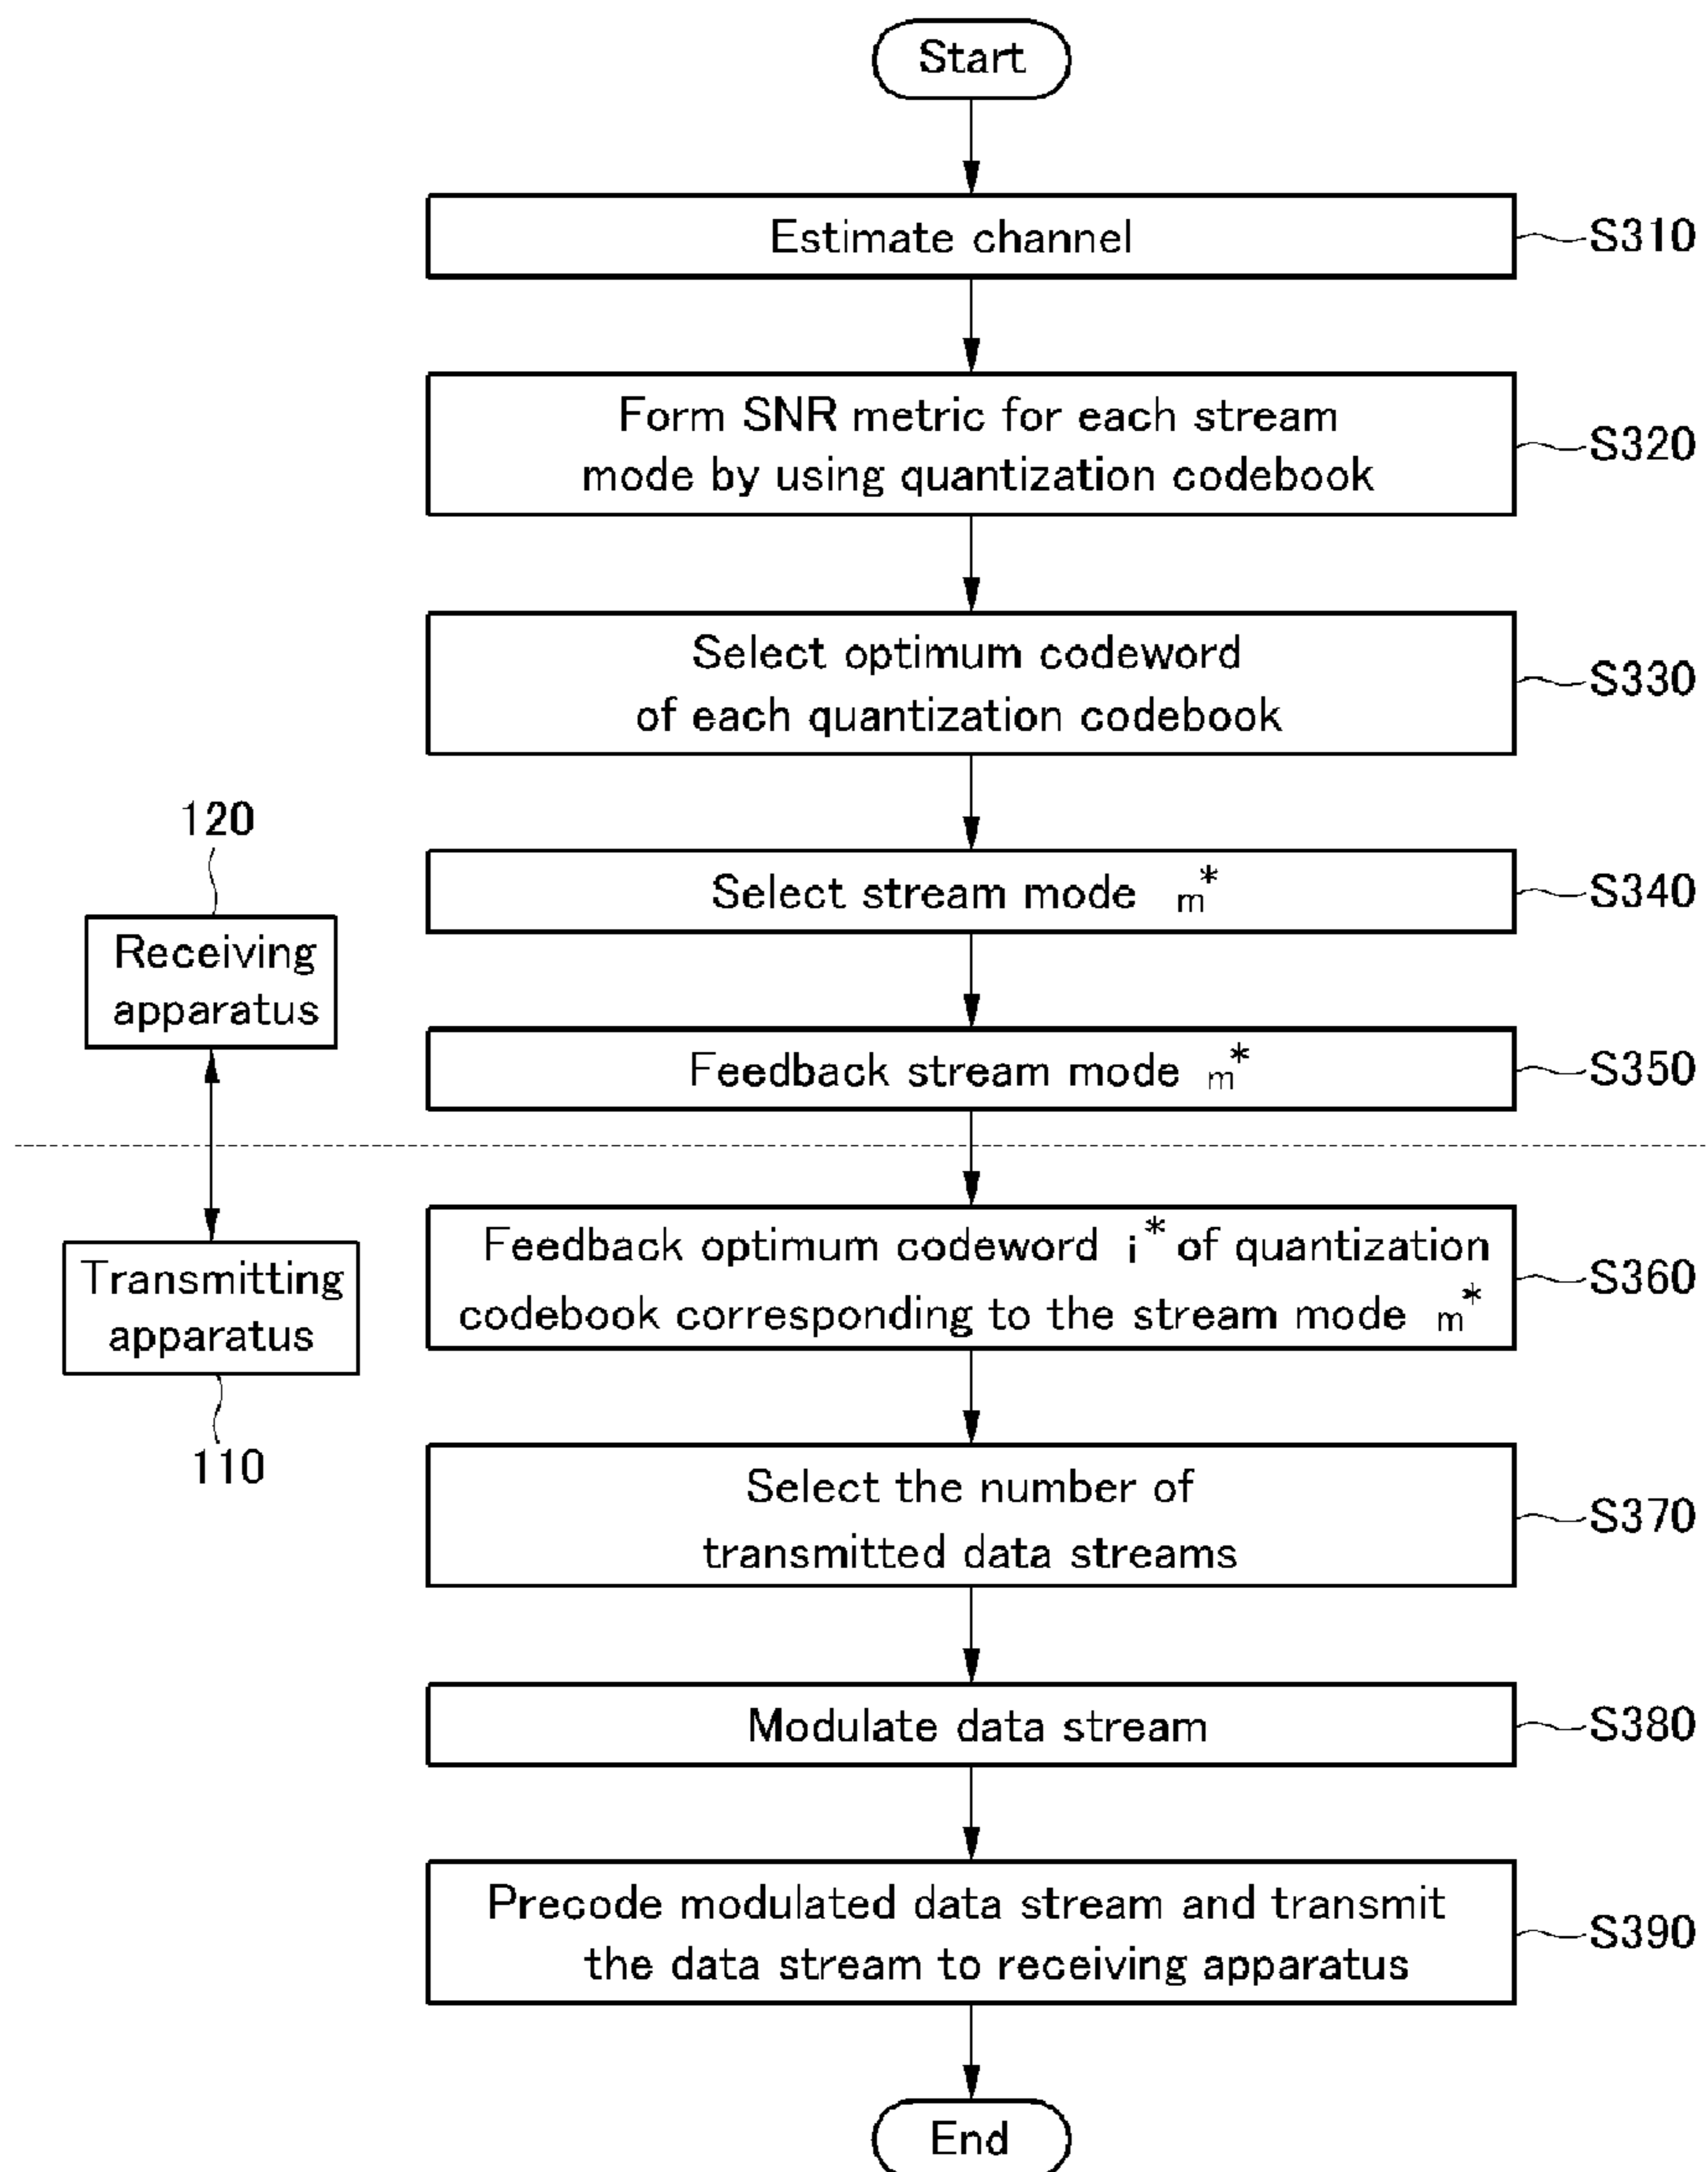 Start
Estimate channel
S310
Form SNR metric for each stream
mode by using quantization codebook
S320
Select optimum codeword
of each quantization codebook
S330
120
Receiving
apparatus
Select stream mode m*
S340
Feedback stream mode m*
S350
Transmitting
apparatus
110
Feedback optimum codeword i* of quantization
codebook corresponding to the stream mode m*
S360
Select the number of
transmitted data streams
S370
Modulate data stream
S380
Precode modulated data stream and transmit
the data stream to receiving apparatus
S390
End